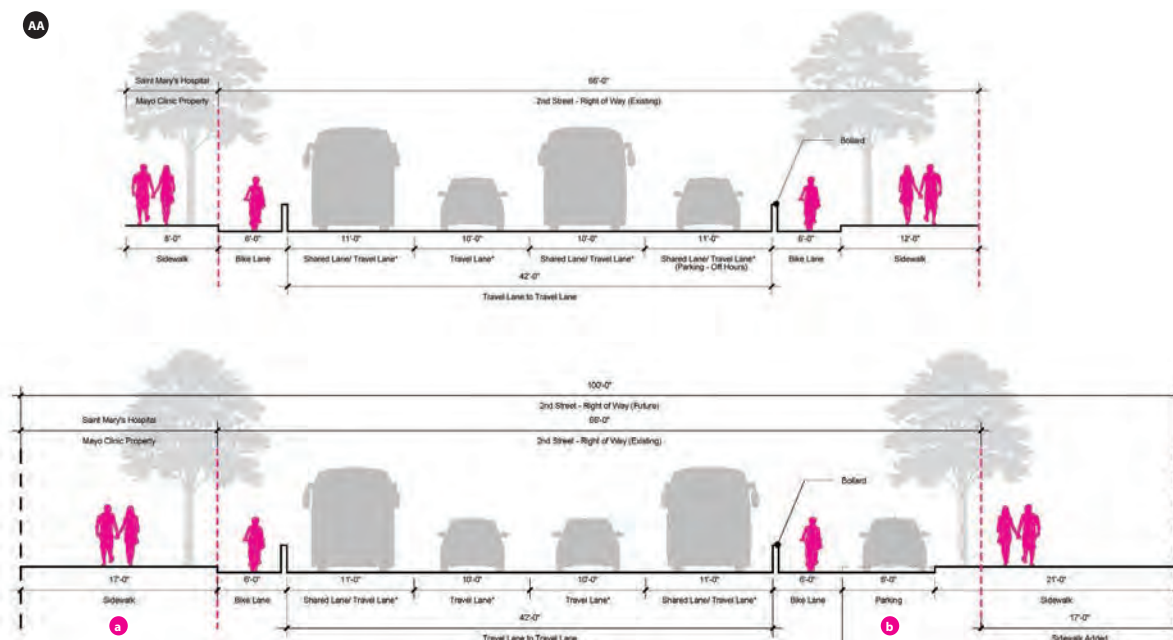 AA
Saint Mary's Hospital
66'-0"
Mayo Clinic Property
2nd Street - Right of Way (Existing)
Bollard
8'-0" 6'-0" 11'-0" 10'-0" 10'-0" 11'-0" 6'-0" 12'-0"
Sidewalk Bike Lane Shared Lane/ Travel Lane* Travel Lane* Shared Lane/ Travel Lane* Shared Lane/ Travel Lane* Bike Lane Sidewalk
(Parking - Off Hours)
42'-0"
Travel Lane to Travel Lane
100'-0"
2nd Street - Right of Way (Future)
Saint Mary's Hospital
66'-0"
Mayo Clinic Property
2nd Street - Right of Way (Existing)
Bollard
17'-0" 6'-0" 11'-0" 10'-0" 10'-0" 11'-0" 6'-0" 8'-0" 21'-0"
Sidewalk Bike Lane Shared Lane/ Travel Lane* Travel Lane* Travel Lane* Shared Lane/ Travel Lane* Bike Lane Parking Sidewalk
a
42'-0"
b
17'-0"
Travel Lane to Travel Lane
Sidewalk Added